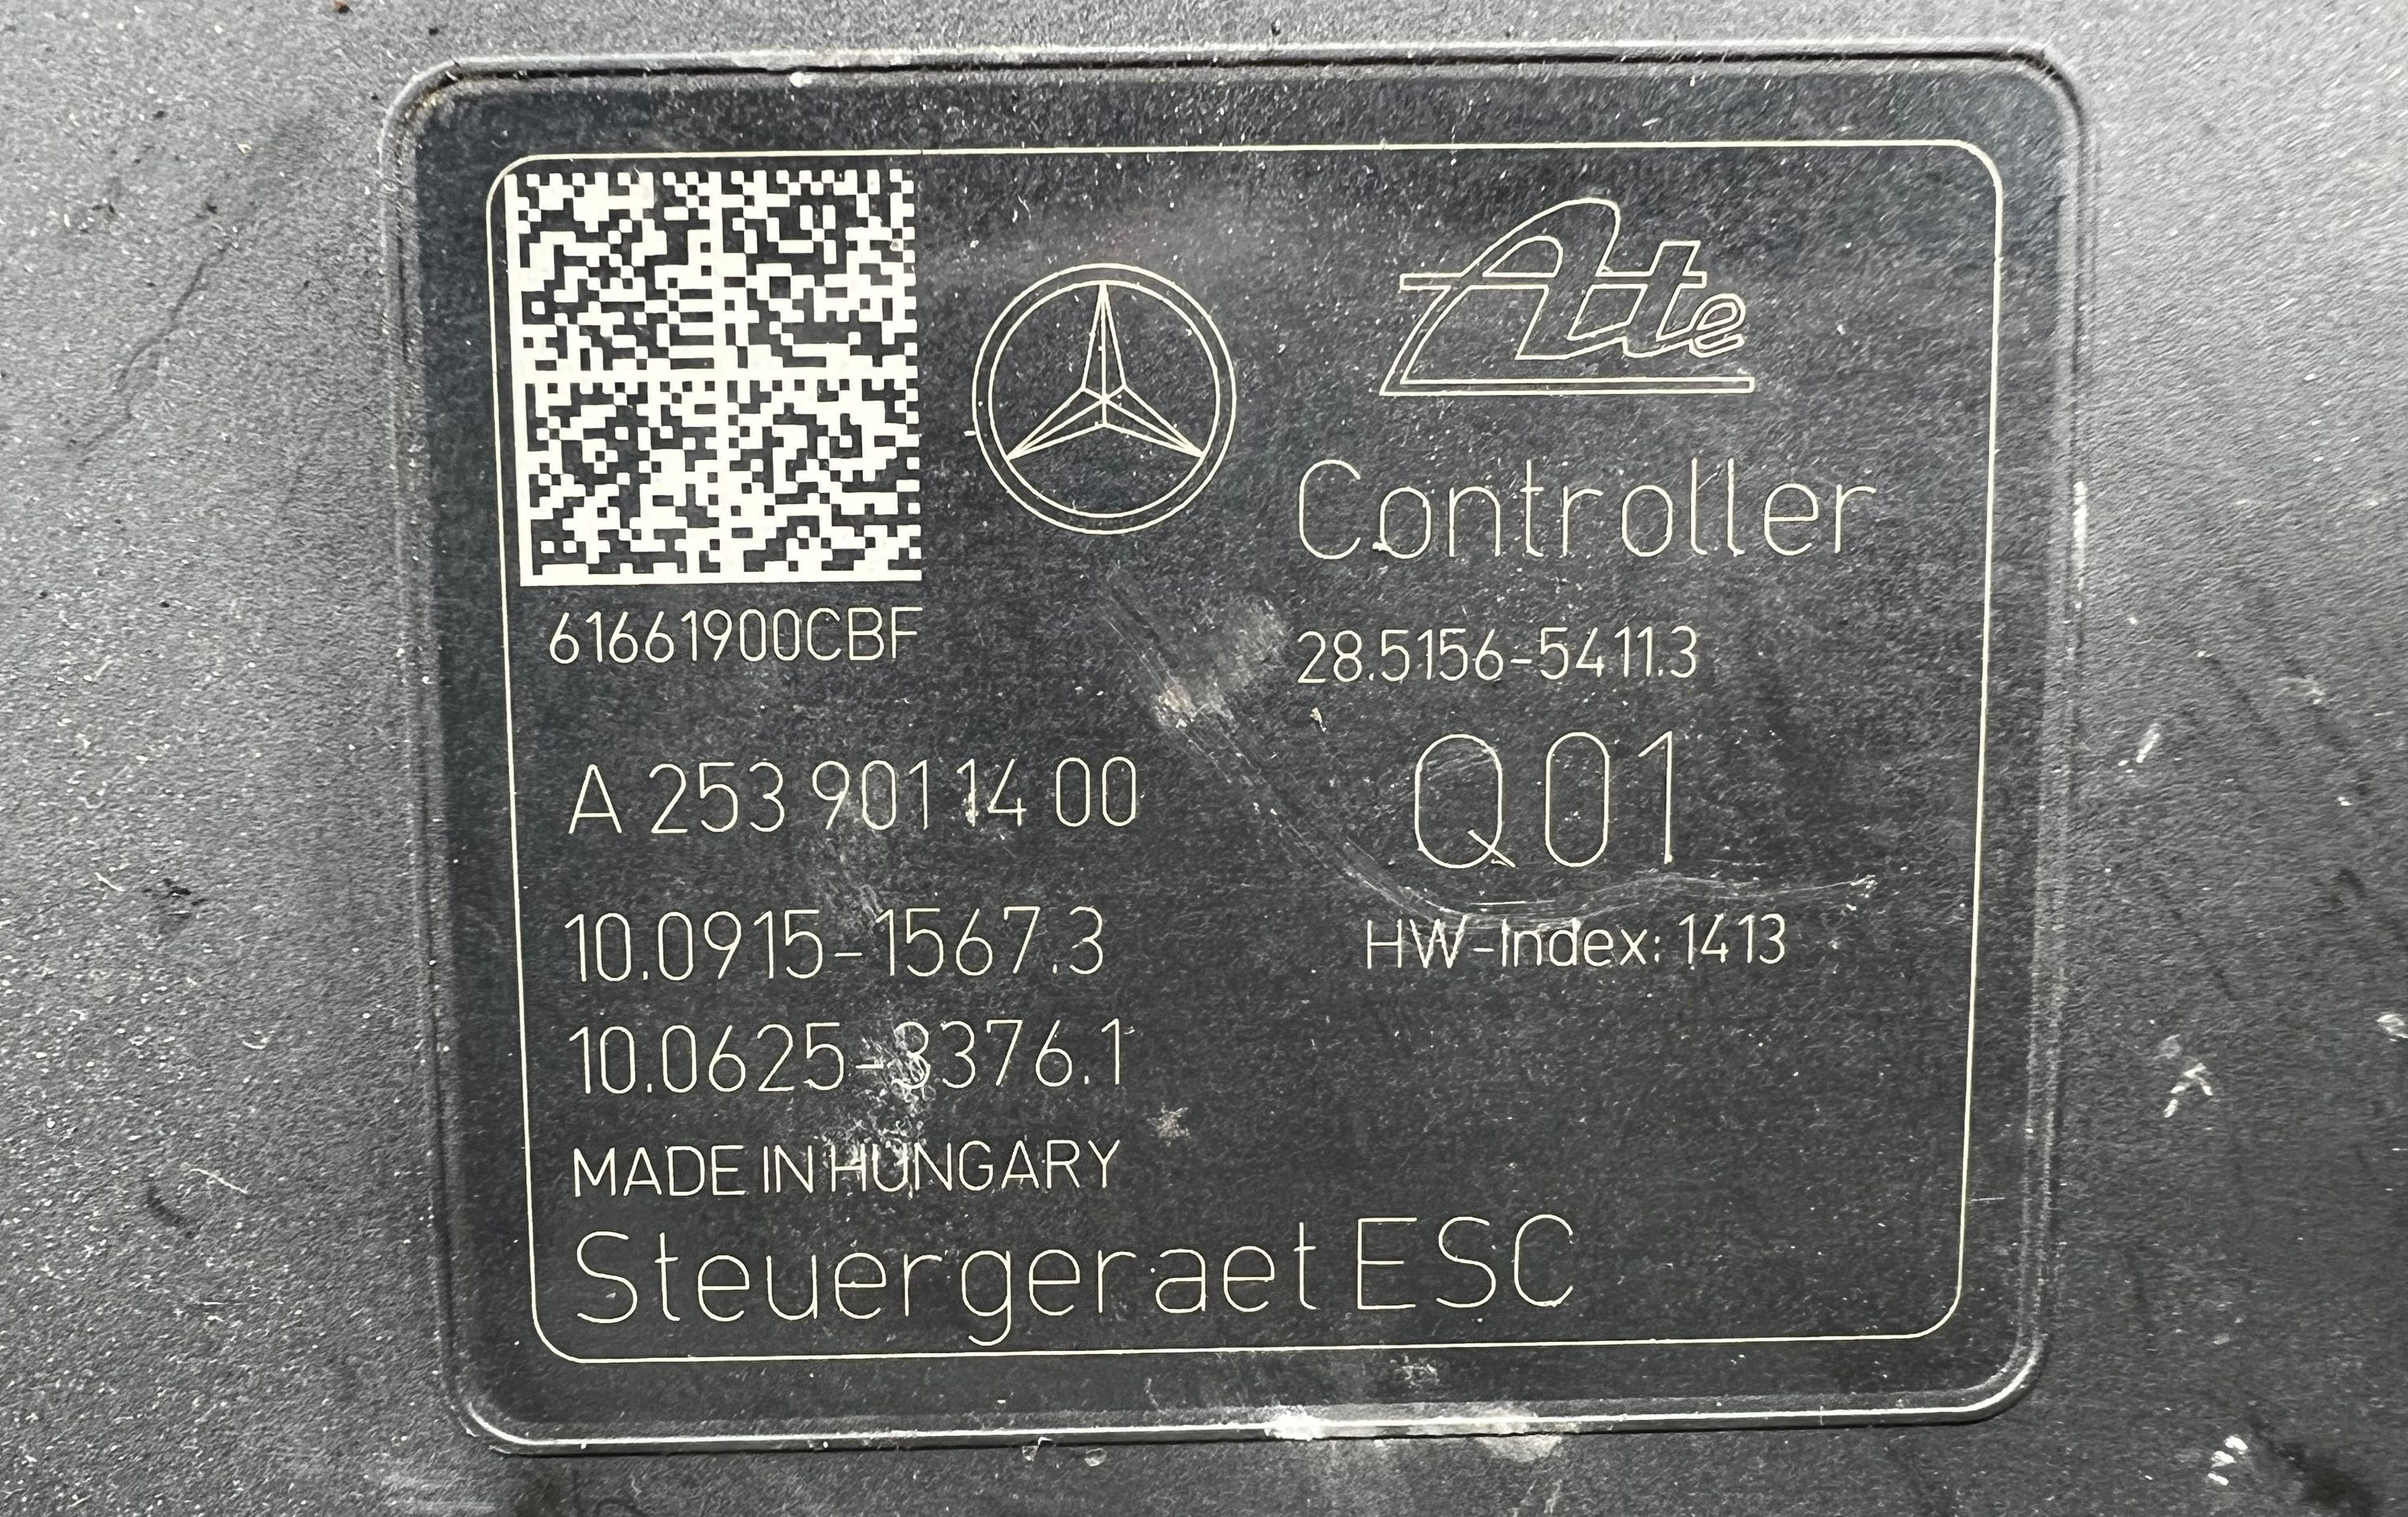 Ate
Controller
61661900CBF
28.5156-5411.3
A 253 901 14 00
Q01
10.0915-1567.3
HW-Index: 1413
10.0625-3376.1
MADE IN HUNGARY
Steuergeraet ESC